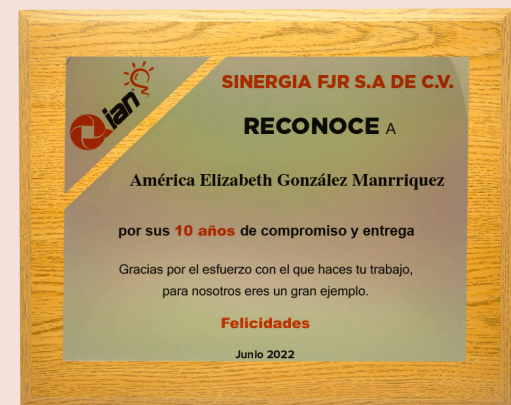 Qian
SINERGIA FJR S.A DE C.V.
RECONOCE A
América Elizabeth González Manrriquez
por sus 10 años de compromiso y entrega
Gracias por el esfuerzo con el que haces tu trabajo,
para nosotros eres un gran ejemplo.
Felicidades
Junio 2022